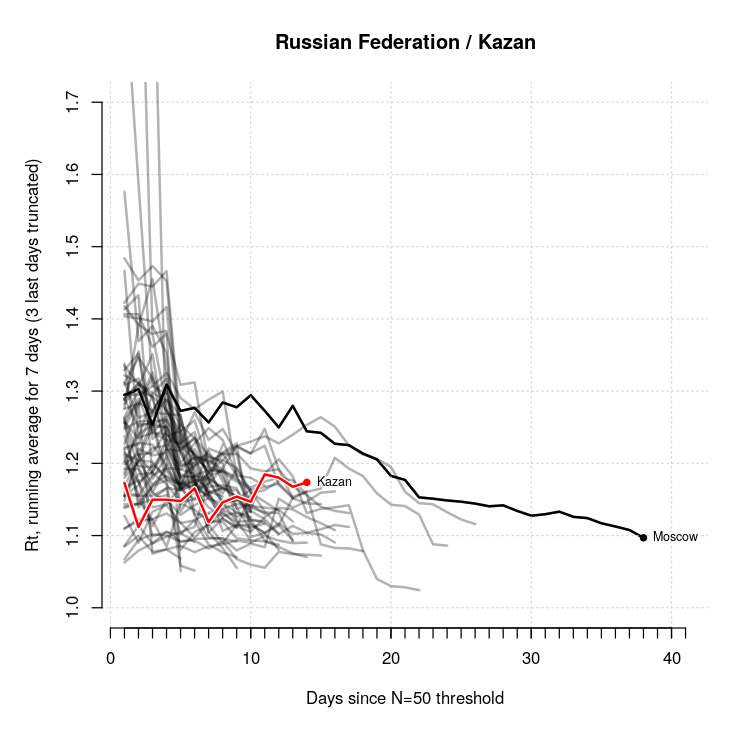 Russian Federation / Kazan
Rt, running average for 7 days (3 last days truncated)
1.7
1.6
1.5
1.4
1.3
1.2
1.1
1.0
Kazan
Moscow
0
10
20
30
40
Days since N=50 threshold